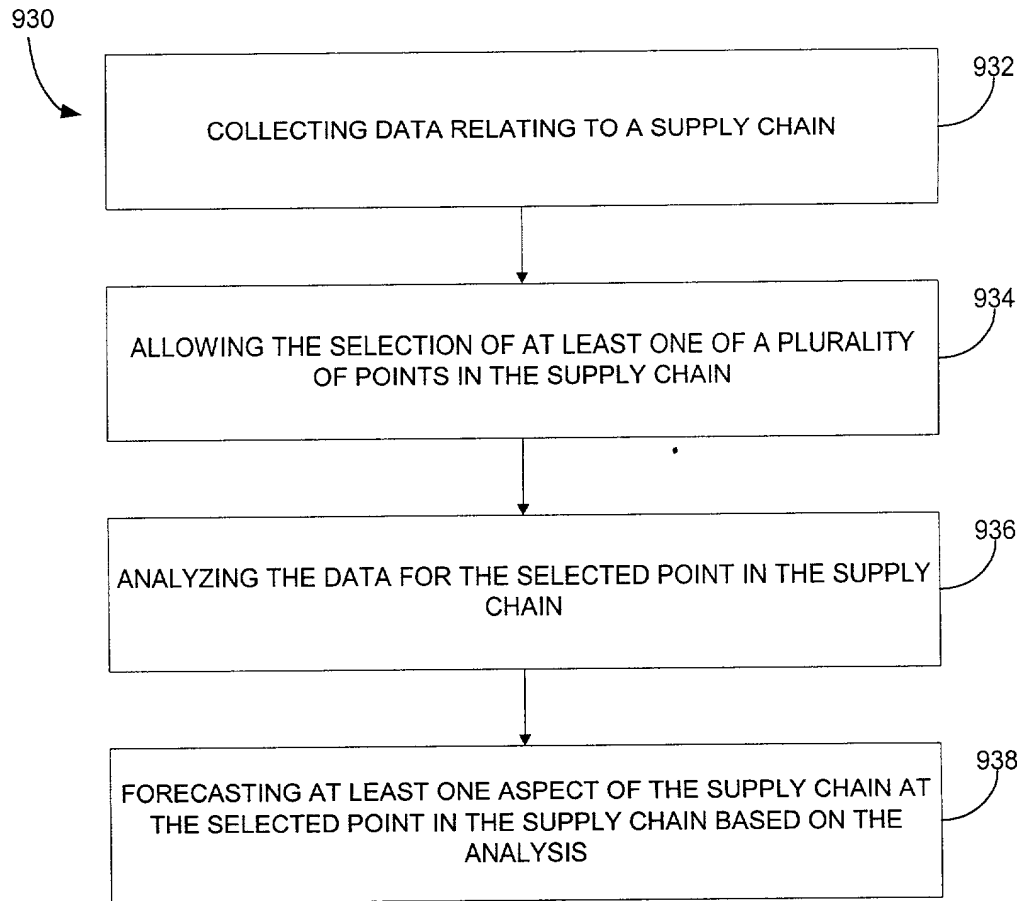 930
932
COLLECTING DATA RELATING TO A SUPPLY CHAIN
934
ALLOWING THE SELECTION OF AT LEAST ONE OF A PLURALITY
OF POINTS IN THE SUPPLY CHAIN
936
ANALYZING THE DATA FOR THE SELECTED POINT IN THE SUPPLY
CHAIN
938
FORECASTING AT LEAST ONE ASPECT OF THE SUPPLY CHAIN AT
THE SELECTED POINT IN THE SUPPLY CHAIN BASED ON THE
ANALYSIS